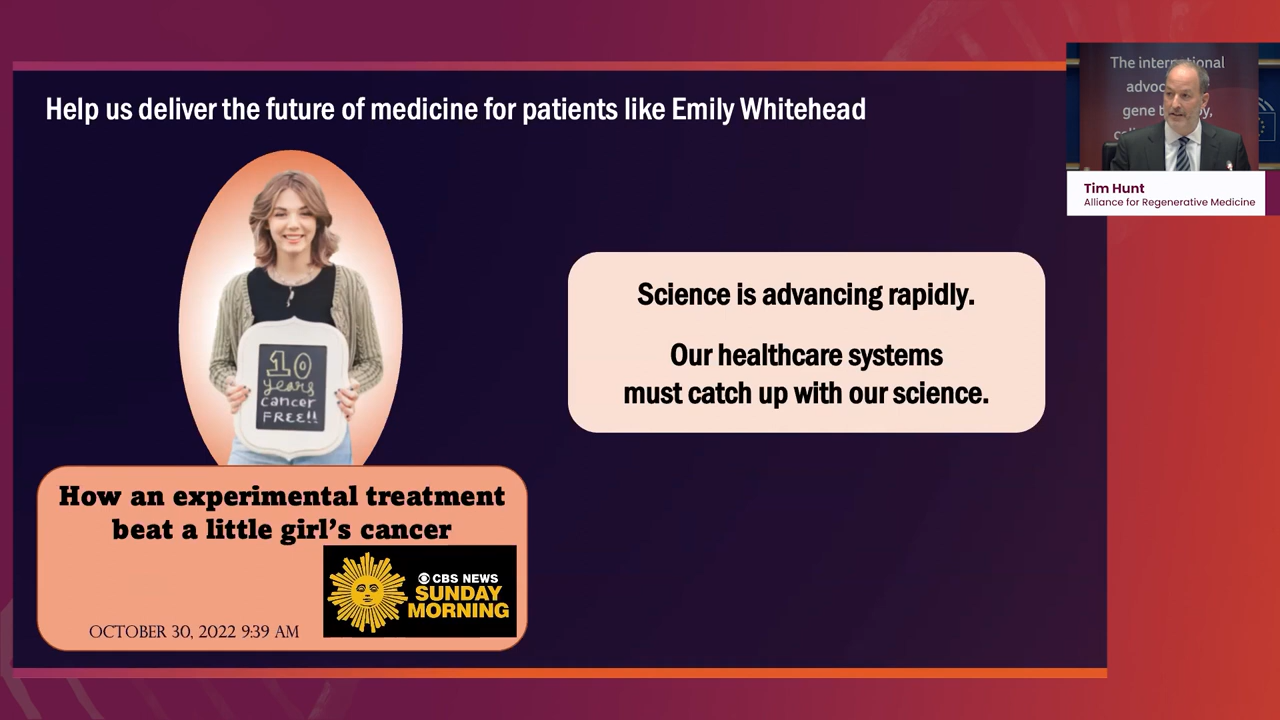 Help us deliver the future of medicine for patients like Emily Whitehead
10
years
cancer
FREE!!
How an experimental treatment
beat a little girl's cancer
CBS NEWS
SUNDAY
MORNING
OCTOBER 30, 2022 9:39 AM
Science is advancing rapidly.
Our healthcare systems
must catch up with our science.
The international
gene
Tim Hunt
Alliance for Regenerative Medicine